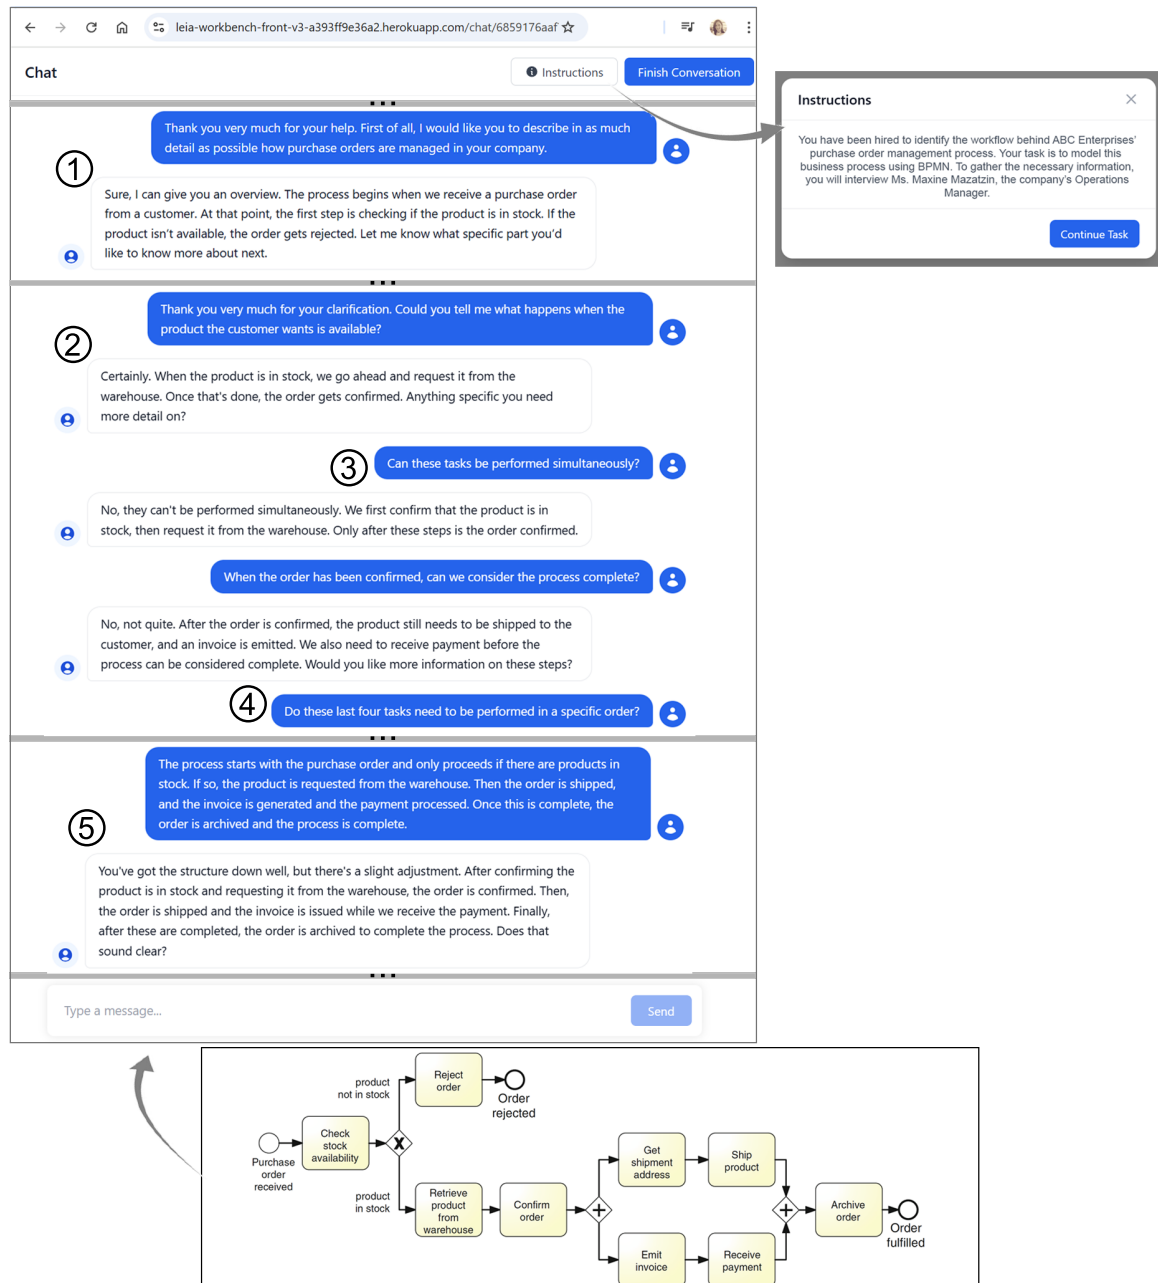 leia-workbench-front-v3-a393ff9e36a2.herokuapp.com/chat/6859176aaf
Chat
Instructions
Finish Conversation
Instructions
You have been hired to identify the workflow behind ABC Enterprises'
purchase order management process. Your task is to model this
business process using BPMN. To gather the necessary information,
you will interview Ms. Maxine Mazatzin, the company's Operations
Manager.
Continue Task
Thank you very much for your help. First of all, I would like you to describe in as much
detail as possible how purchase orders are managed in your company.
1
Sure, I can give you an overview. The process begins when we receive a purchase order
from a customer. At that point, the first step is checking if the product is in stock. If the
product isn't available, the order gets rejected. Let me know what specific part you'd
like to know more about next.
Thank you very much for your clarification. Could you tell me what happens when the
product the customer wants is available?
2
Certainly. When the product is in stock, we go ahead and request it from the
warehouse. Once that's done, the order gets confirmed. Anything specific you need
more detail on?
3
Can these tasks be performed simultaneously?
No, they can't be performed simultaneously. We first confirm that the product is in
stock, then request it from the warehouse. Only after these steps is the order confirmed.
When the order has been confirmed, can we consider the process complete?
No, not quite. After the order is confirmed, the product still needs to be shipped to the
customer, and an invoice is emitted. We also need to receive payment before the
process can be considered complete. Would you like more information on these steps?
4
Do these last four tasks need to be performed in a specific order?
The process starts with the purchase order and only proceeds if there are products in
stock. If so, the product is requested from the warehouse. Then the order is shipped,
and the invoice is generated and the payment processed. Once this is complete, the
order is archived and the process is complete.
5
You've got the structure down well, but there's a slight adjustment. After confirming the
product is in stock and requesting it from the warehouse, the order is confirmed. Then,
the order is shipped and the invoice is issued while we receive the payment. Finally,
after these are completed, the order is archived to complete the process. Does that
sound clear?
Type a message...
Send
Purchase
order
received
Check
stock
availability
product
not in stock
Reject
order
Order
rejected
product
in stock
Retrieve
product
from
warehouse
Confirm
order
Get
shipment
address
Ship
product
Emit
invoice
Receive
payment
Archive
order
Order
fulfilled